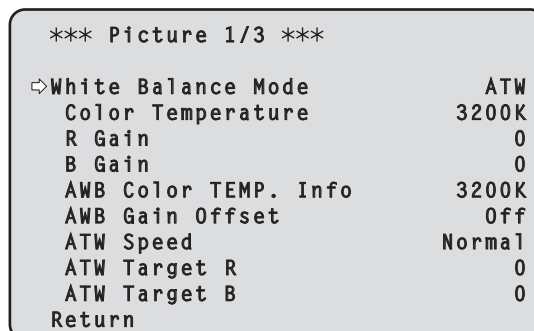 *** Picture 1/3 ***
⇨White Balance Mode ATW
Color Temperature 3200K
R Gain 0
B Gain 0
AWB Color TEMP. Info 3200K
AWB Gain Offset Off
ATW Speed Normal
ATW Target R 0
ATW Target B 0
Return